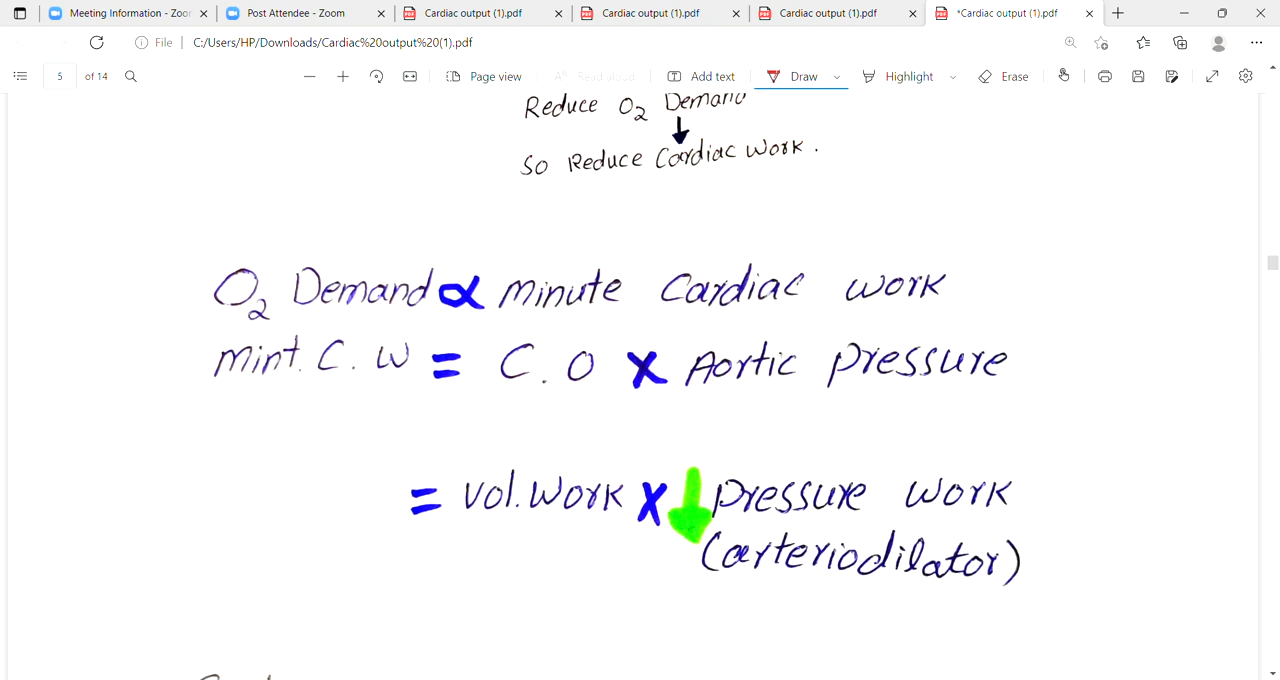 Meeting Information - Zoor
Post Attendee - Zoom
Cardiac output (1).pdf
Cardiac output (1).pdf
Cardiac output (1).pdf
*Cardiac output (1).pdf
File
C:/Users/HP/Downloads/Cardiac%20output%20(1).pdf
5 of 14
Page view
Read aloud
Add text
Draw
Highlight
Erase
Reduce O2 Demand
So Reduce Cardiac Work.
O2 Demand ∝ minute Cardiac work
mint. C. W = C. O X Aortic pressure
= Vol. Work X ↓ pressure work
(arteriodilator)